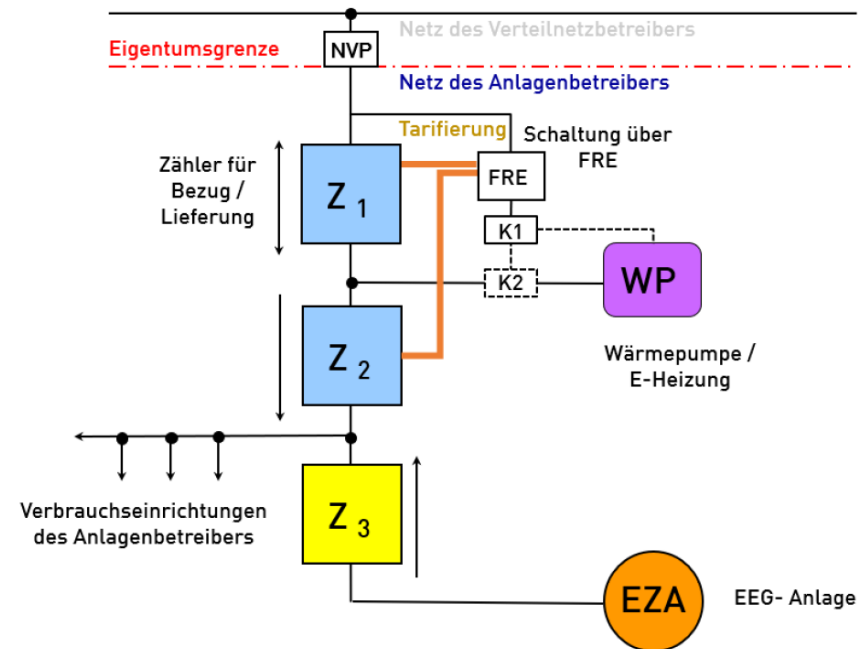 Netz des Verteilnetzbetreibers
Eigentumsgrenze
NVP
Netz des Anlagenbetreibers
Tarifierung
Schaltung über
FRE
Zähler für
Bezug /
Lieferung
Z 1
FRE
K1
K2
WP
Z 2
Wärmepumpe /
E-Heizung
Verbrauchseinrichtungen
des Anlagenbetreibers
Z 3
EZA
EEG- Anlage